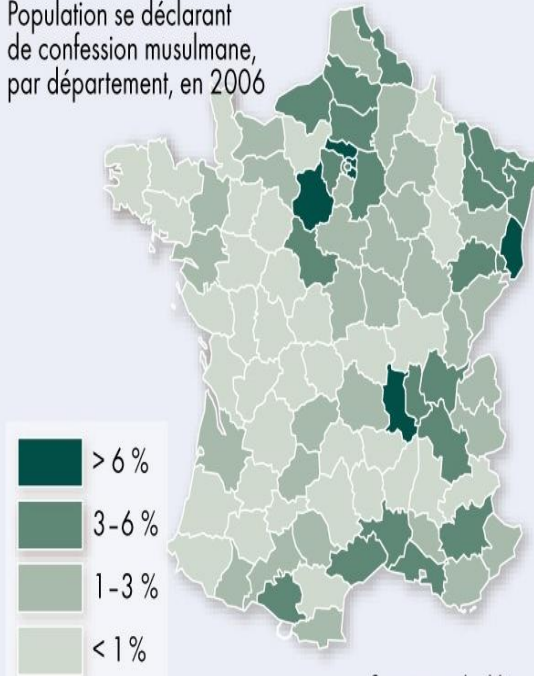 Population se déclarant
de confession musulmane,
par département, en 2006
> 6 %
3-6 %
1-3 %
< 1 %